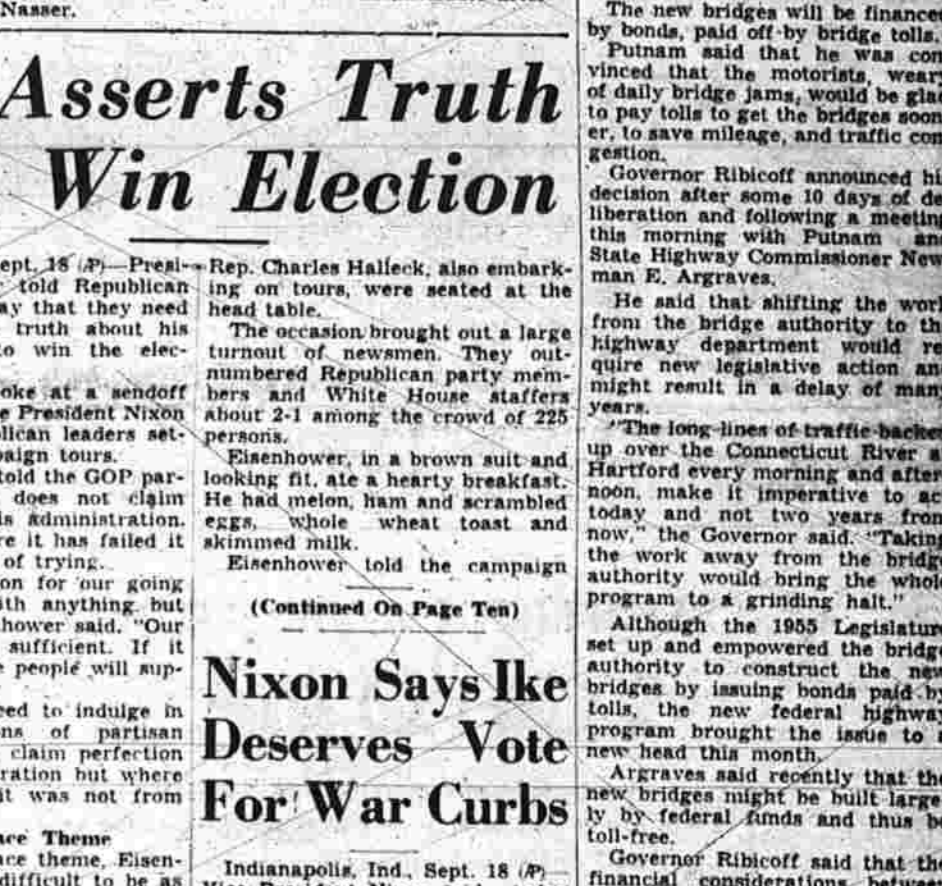 Nasser.
Asserts Truth
Win Election
ept. 18 (AP)—Presi-
told Republican
ay that they need
truth about his
to win the elec-
oke at a sendoff
e President Nixon
lican leaders set-
aign tours.
told the GOP par-
does not claim
is administration.
re it has failed it
of trying.
on for our going
ith anything but
hower said. "Our
sufficient. If it
e people will sup-
eed to indulge in
ns of partisan
claim perfection
ration but where
it was not from
ace Theme
ace theme, Eisen-
difficult to be as
Rep. Charles Halleck, also embark-
ing on tours, were seated at the
head table.
The occasion brought out a large
turnout of newsmen. They out-
numbered Republican party mem-
bers and White House staffers
about 2-1 among the crowd of 225
persons.
Eisenhower, in a brown suit and
looking fit, ate a hearty breakfast.
He had melon, ham and scrambled
eggs, whole wheat toast and
skimmed milk.
Eisenhower told the campaign
(Continued On Page Ten)
Nixon Says Ike
Deserves Vote
For War Curbs
Indianapolis, Ind., Sept. 18 (AP)—
The new bridges will be finance
by bonds, paid off by bridge tolls.
Putnam said that he was con
vinced that the motorists, wear
of daily bridge jams, would be gla
to pay tolls to get the bridges soon
er, to save mileage, and traffic con
gestion.
Governor Ribicoff announced hi
decision after some 10 days of de
liberation and following a meetin
this morning with Putnam an
State Highway Commissioner New
man E. Argraves.
He said that shifting the work
from the bridge authority to th
highway department would re
quire new legislative action an
might result in a delay of man
years.
"The long lines of traffic backe
up over the Connecticut River a
Hartford every morning and after
noon, make it imperative to ac
today and not two years from
now," the Governor said. "Taking
the work away from the bridg
authority would bring the whol
program to a grinding halt."
Although the 1955 Legislatur
set up and empowered the bridg
authority to construct the new
bridges by issuing bonds paid by
tolls, the new federal highway
program brought the issue to a
new head this month.
Argraves said recently that th
new bridges might be built large
ly by federal funds and thus b
toll-free.
Governor Ribicoff said that the
financial considerations between